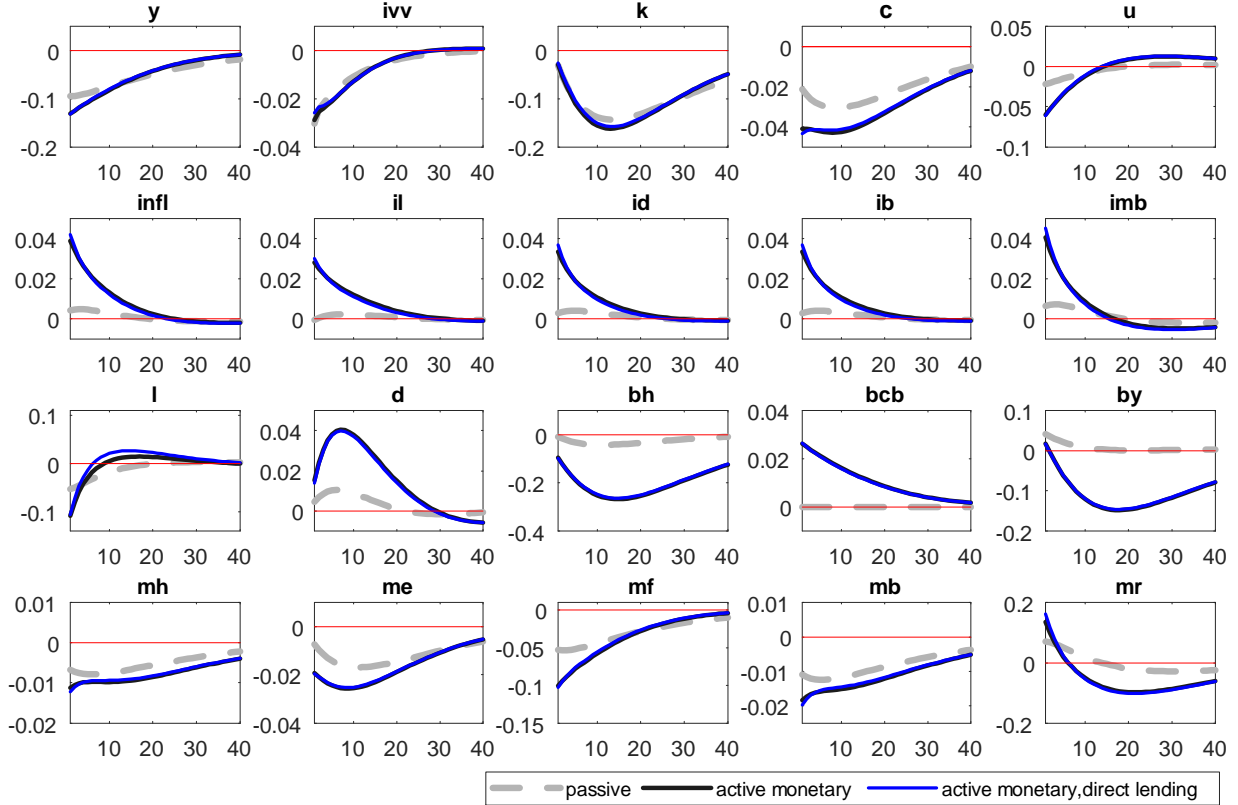 y ivv k c u
0 0 0 0 0.05
-0.1 -0.02 -0.1 -0.02 0
-0.2 -0.04 -0.2 -0.04 -0.05
-0.1
10 20 30 40 10 20 30 40 10 20 30 40 10 20 30 40 10 20 30 40
infl il id ib imb
0.04 0.04 0.04 0.04 0.04
0.02 0.02 0.02 0.02 0.02
0 0 0 0 0
10 20 30 40 10 20 30 40 10 20 30 40 10 20 30 40 10 20 30 40
l d bh bcb by
0.1 0.04 0 0.04 0.1
0 0.02 -0.2 0.02 0
-0.1 0 -0.4 0 -0.1
-0.2
10 20 30 40 10 20 30 40 10 20 30 40 10 20 30 40 10 20 30 40
mh me mf mb mr
0.01 0 0 0.01 0.2
0 -0.02 -0.05 0 0
-0.01 -0.04 -0.1 -0.01 -0.2
-0.02 -0.15 -0.02
10 20 30 40 10 20 30 40 10 20 30 40 10 20 30 40 10 20 30 40
passive active monetary active monetary,direct lending